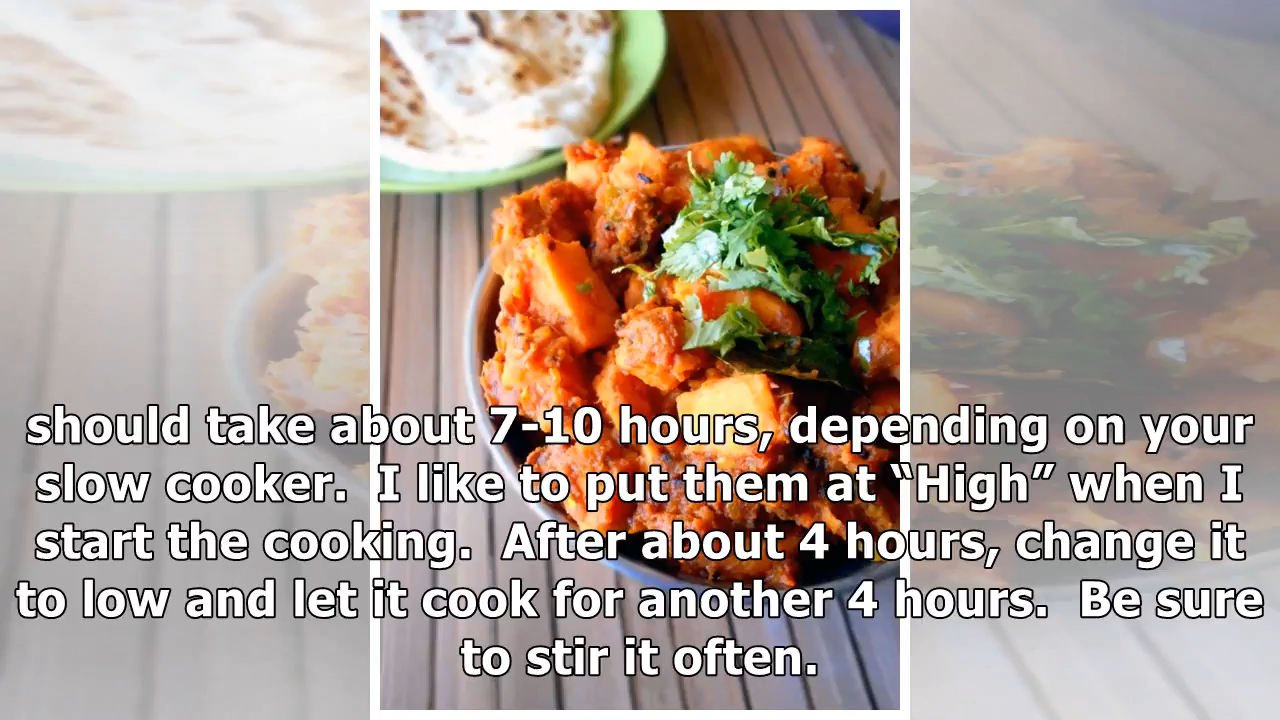 should take about 7-10 hours, depending on your
slow cooker.  I like to put them at “High” when I
start the cooking.  After about 4 hours, change it
to low and let it cook for another 4 hours.  Be sure
to stir it often.